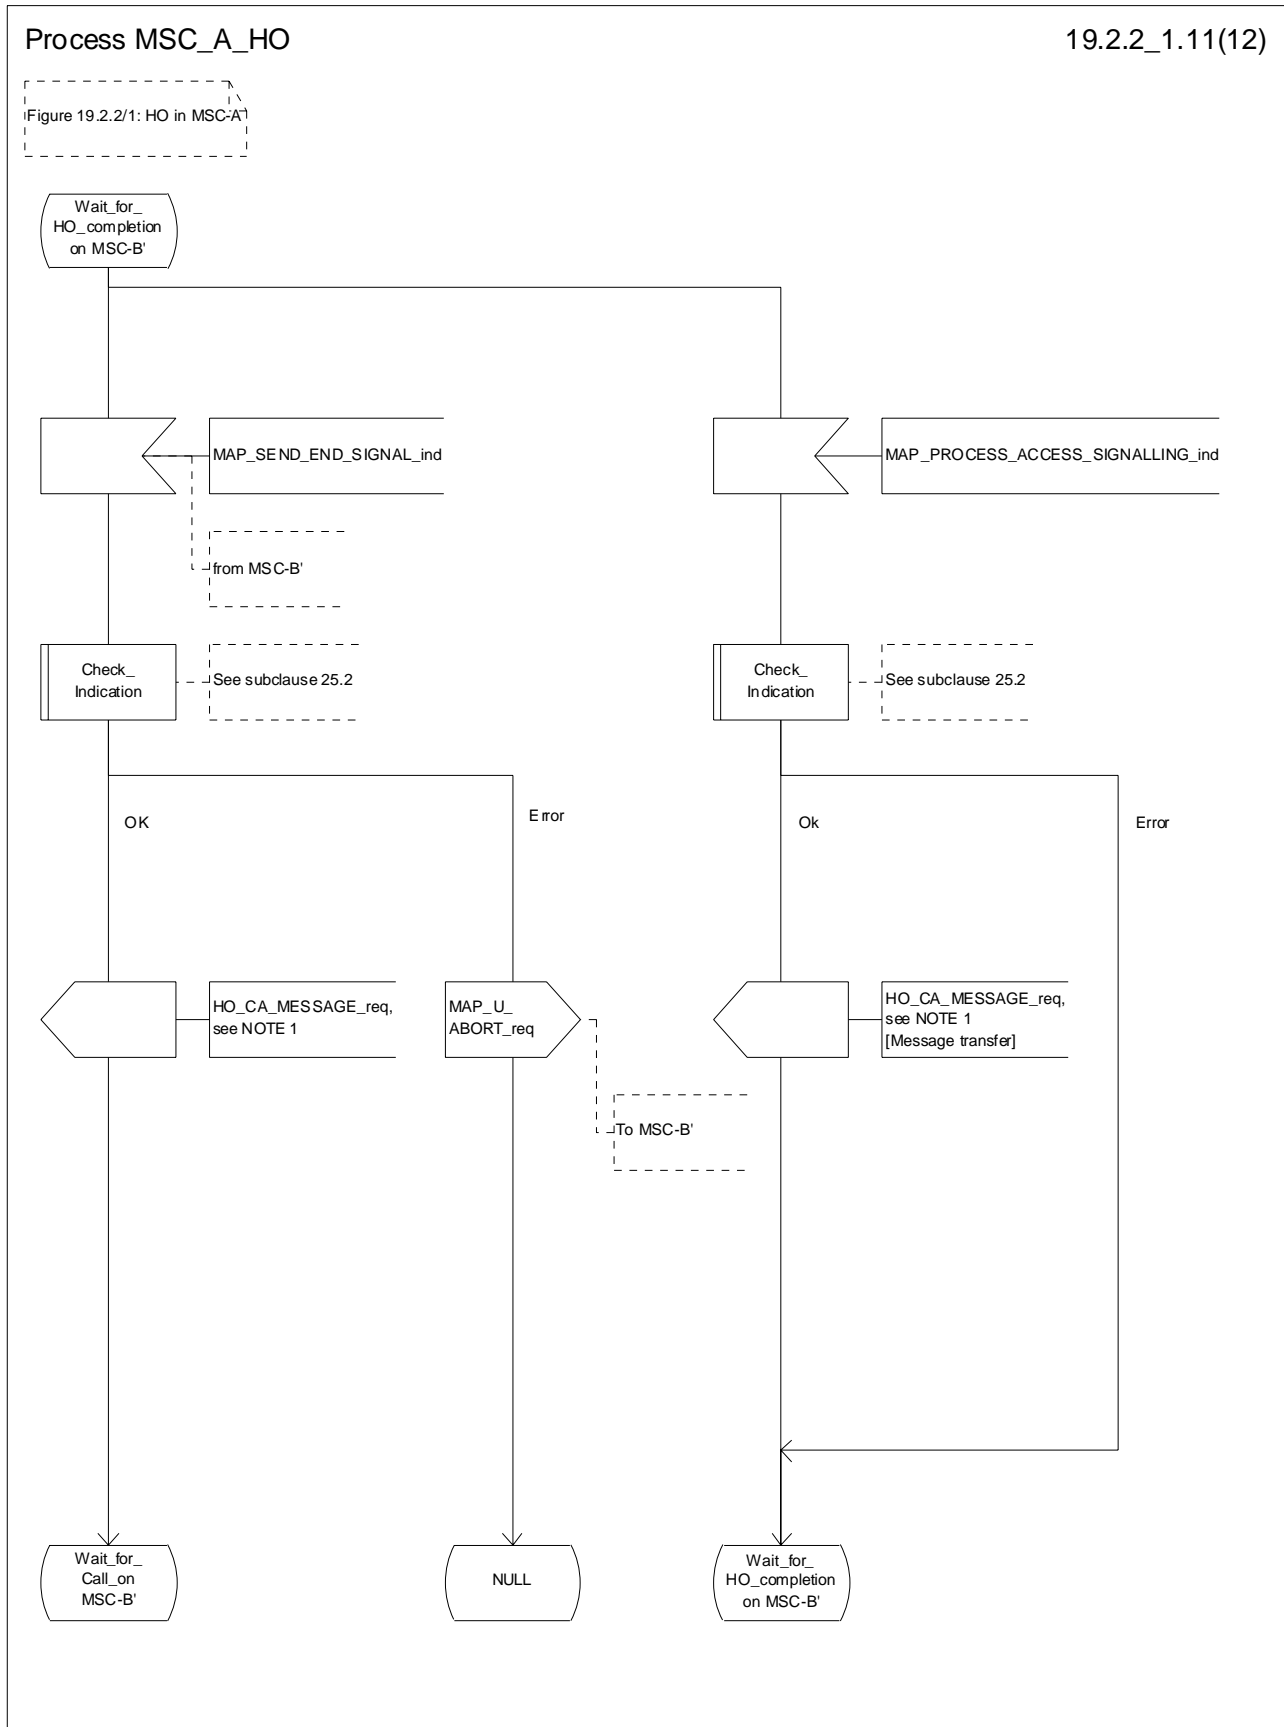 Process MSC_A_HO
19.2.2_1.11(12)
Figure 19.2.2/1: HO in MSC-A
Wait_for_
HO_completion
on MSC-B'
MAP_SEND_END_SIGNAL_ind
MAP_PROCESS_ACCESS_SIGNALLING_ind
from MSC-B'
Check_
Indication
See subclause 25.2
Check_
Indication
See subclause 25.2
OK
Error
Ok
Error
HO_CA_MESSAGE_req,
see NOTE 1
MAP_U_
ABORT_req
HO_CA_MESSAGE_req,
see NOTE 1
[Message transfer]
To MSC-B'
Wait_for_
Call_on
MSC-B'
NULL
Wait_for_
HO_completion
on MSC-B'